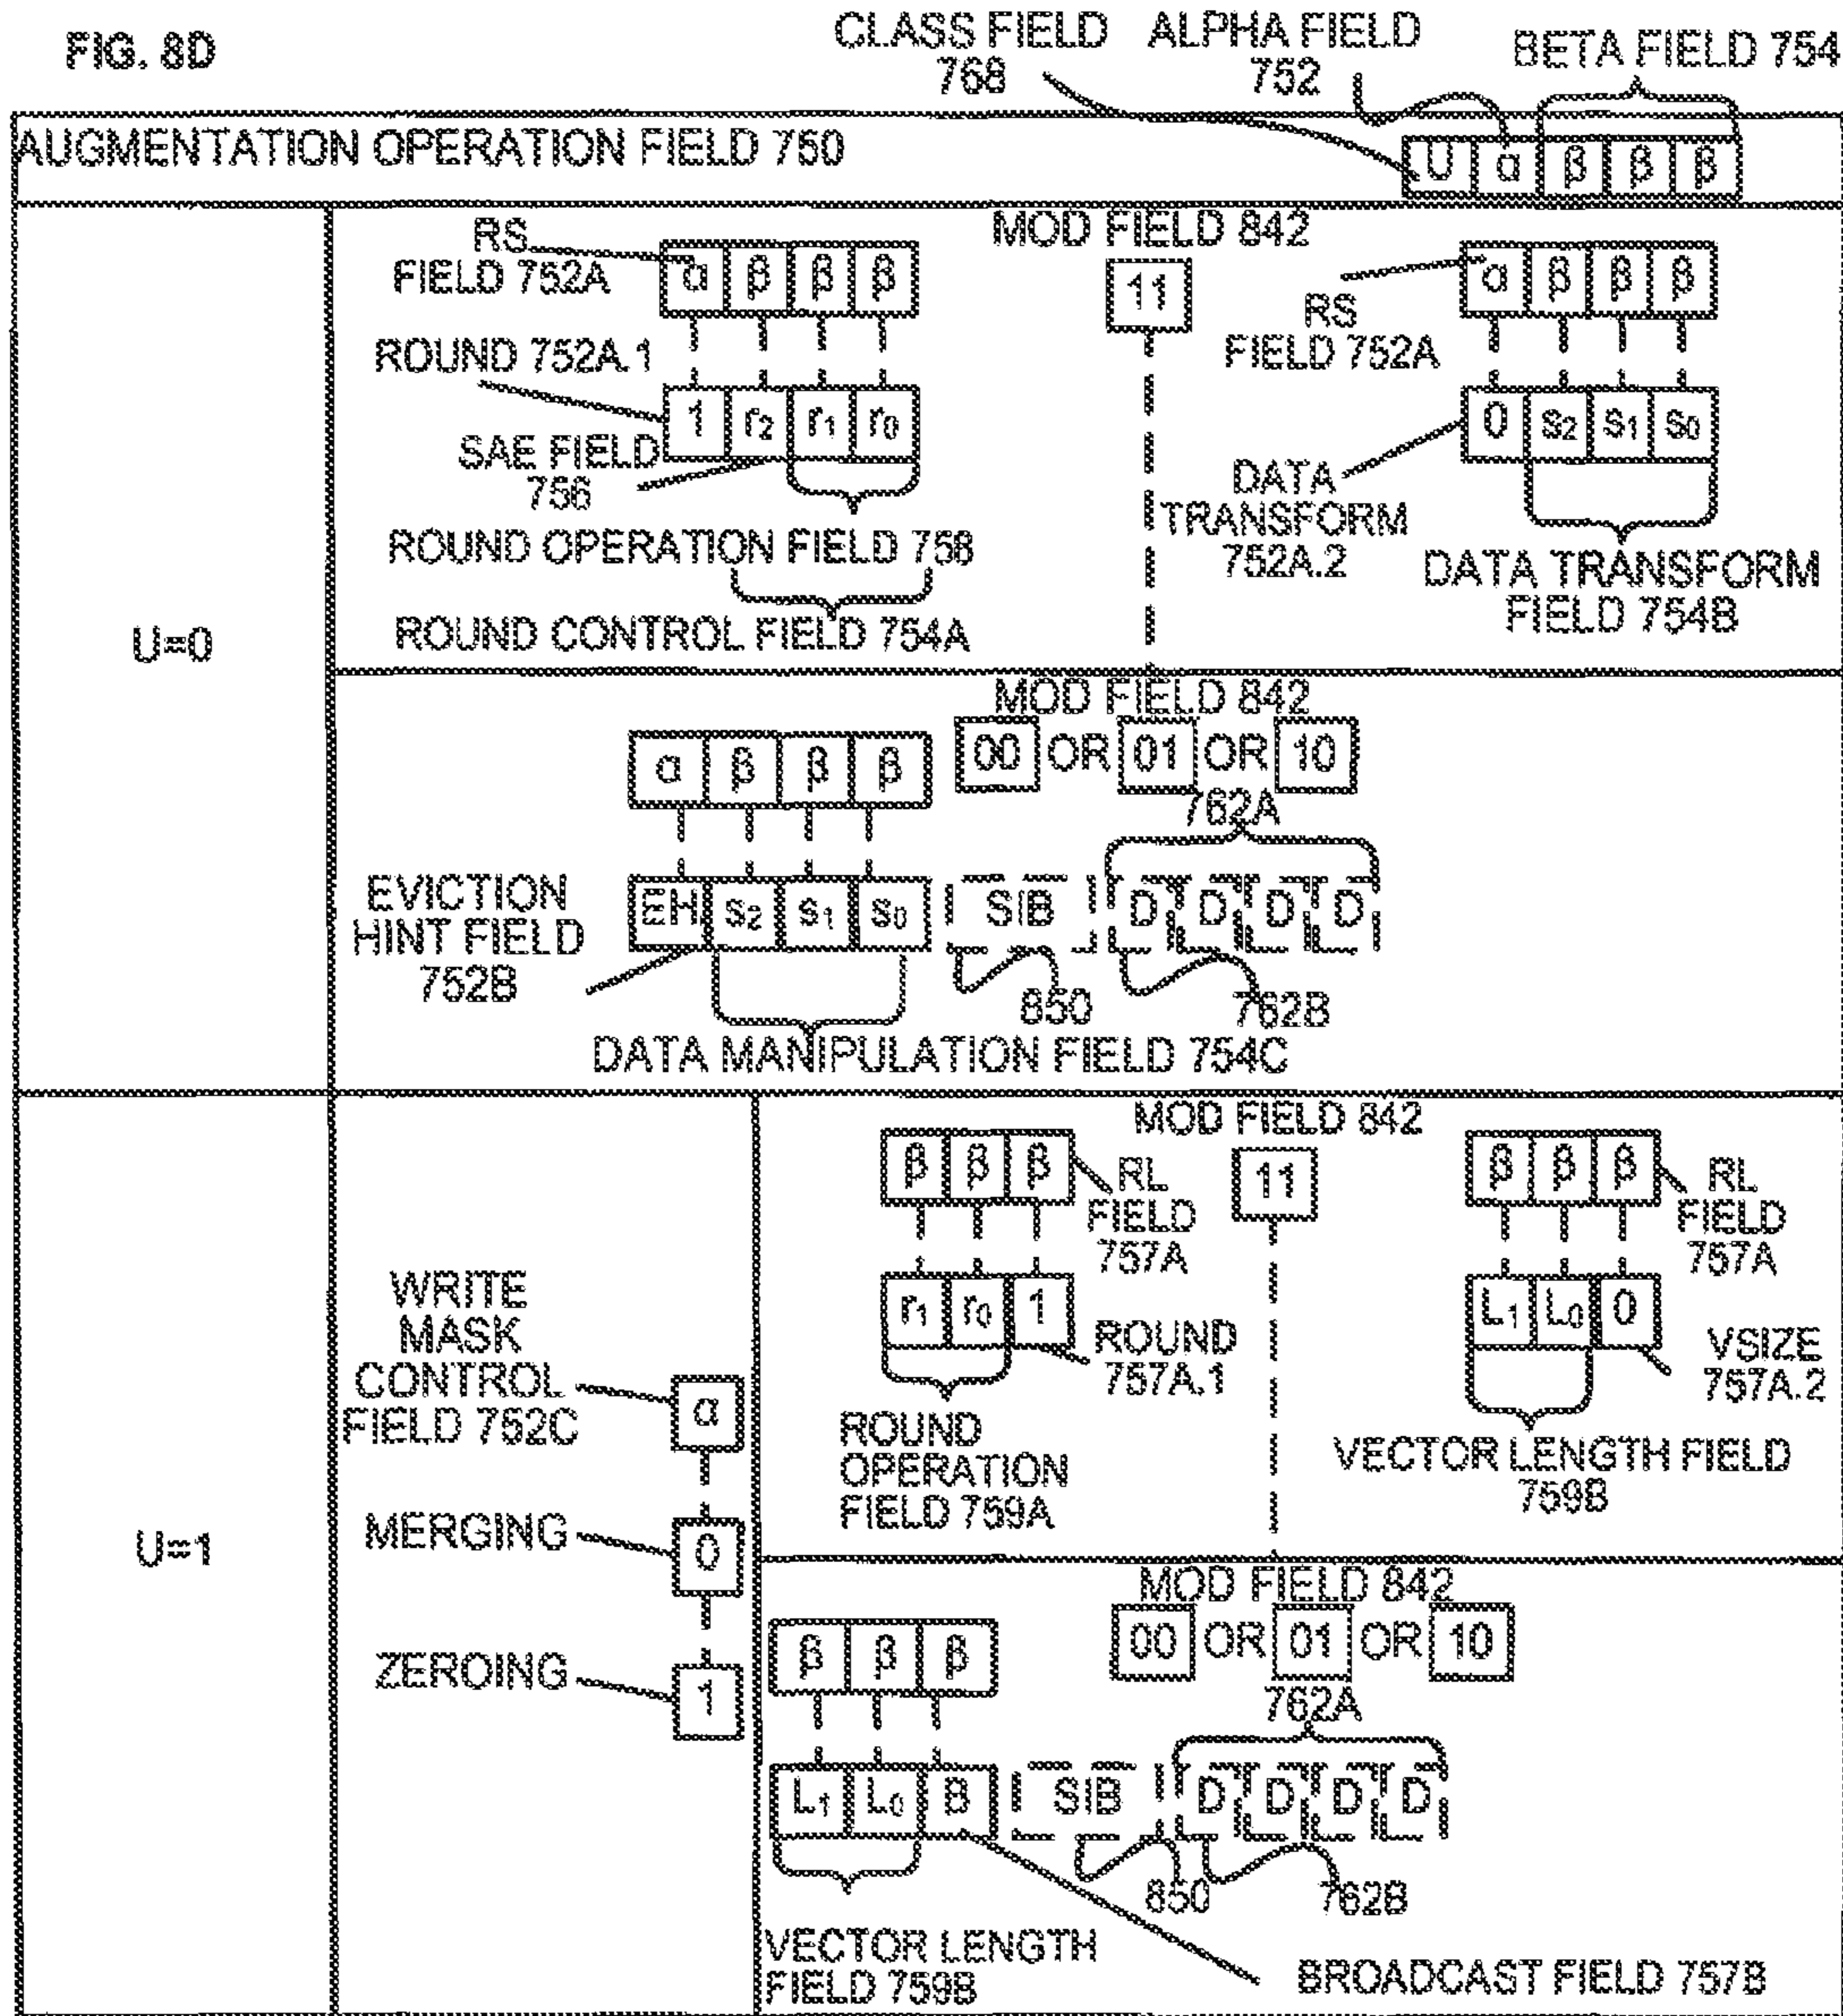 FIG. 8D
CLASS FIELD 768
ALPHA FIELD 752
BETA FIELD 754
AUGMENTATION OPERATION FIELD 750
U α β β β
U=0
RS FIELD 752A
α β β β
MOD FIELD 842
11
α β β β
RS FIELD 752A
ROUND 752A.1
1 r2 r1 r0
SAE FIELD 756
ROUND OPERATION FIELD 758
ROUND CONTROL FIELD 754A
0 s2 s1 s0
DATA TRANSFORM 752A.2
DATA TRANSFORM FIELD 754B
MOD FIELD 842
α β β β
00 OR 01 OR 10
762A
EVICTION HINT FIELD 752B
EH s2 s1 s0
SIB
D D D D
850
762B
DATA MANIPULATION FIELD 754C
U=1
WRITE MASK CONTROL FIELD 752C
α
MERGING
0
ZEROING
1
MOD FIELD 842
β β β
RL FIELD 757A
11
β β β
RL FIELD 757A
r1 r0 1
ROUND 757A.1
ROUND OPERATION FIELD 759A
L1 L0 0
VSIZE 757A.2
VECTOR LENGTH FIELD 759B
MOD FIELD 842
β β β
00 OR 01 OR 10
762A
L1 L0 B
SIB
D D D D
850
762B
VECTOR LENGTH FIELD 759B
BROADCAST FIELD 757B